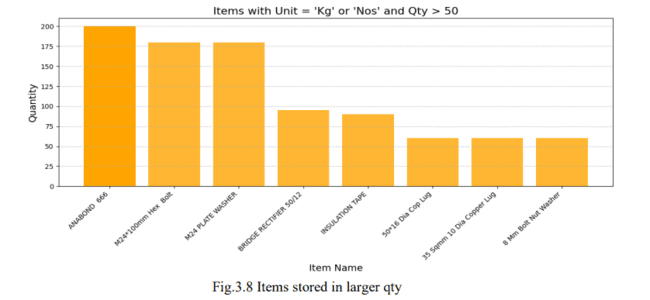 Items with Unit = 'Kg' or 'Nos' and Qty > 50
Quantity
200
175
150
125
100
75
50
25
0
ANABOND 666
M24*100mm Hex Bolt
M24 PLATE WASHER
BRIDGE RECTIFIER 50/12
INSULATION TAPE
50*16 Dia Cop Lug
35 Sqmm 10 Dia Copper Lug
8 Mm Bolt Nut Washer
Item Name
Fig.3.8 Items stored in larger qty